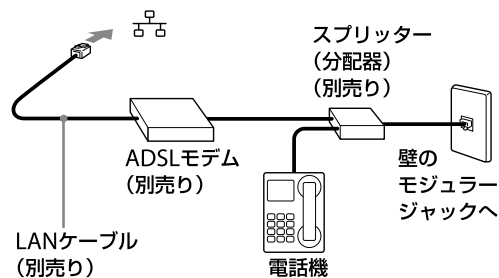 スプリッター
（分配器）
（別売り）
ADSLモデム
（別売り）
壁の
モジュラー
ジャックへ
LANケーブル
（別売り）
電話機